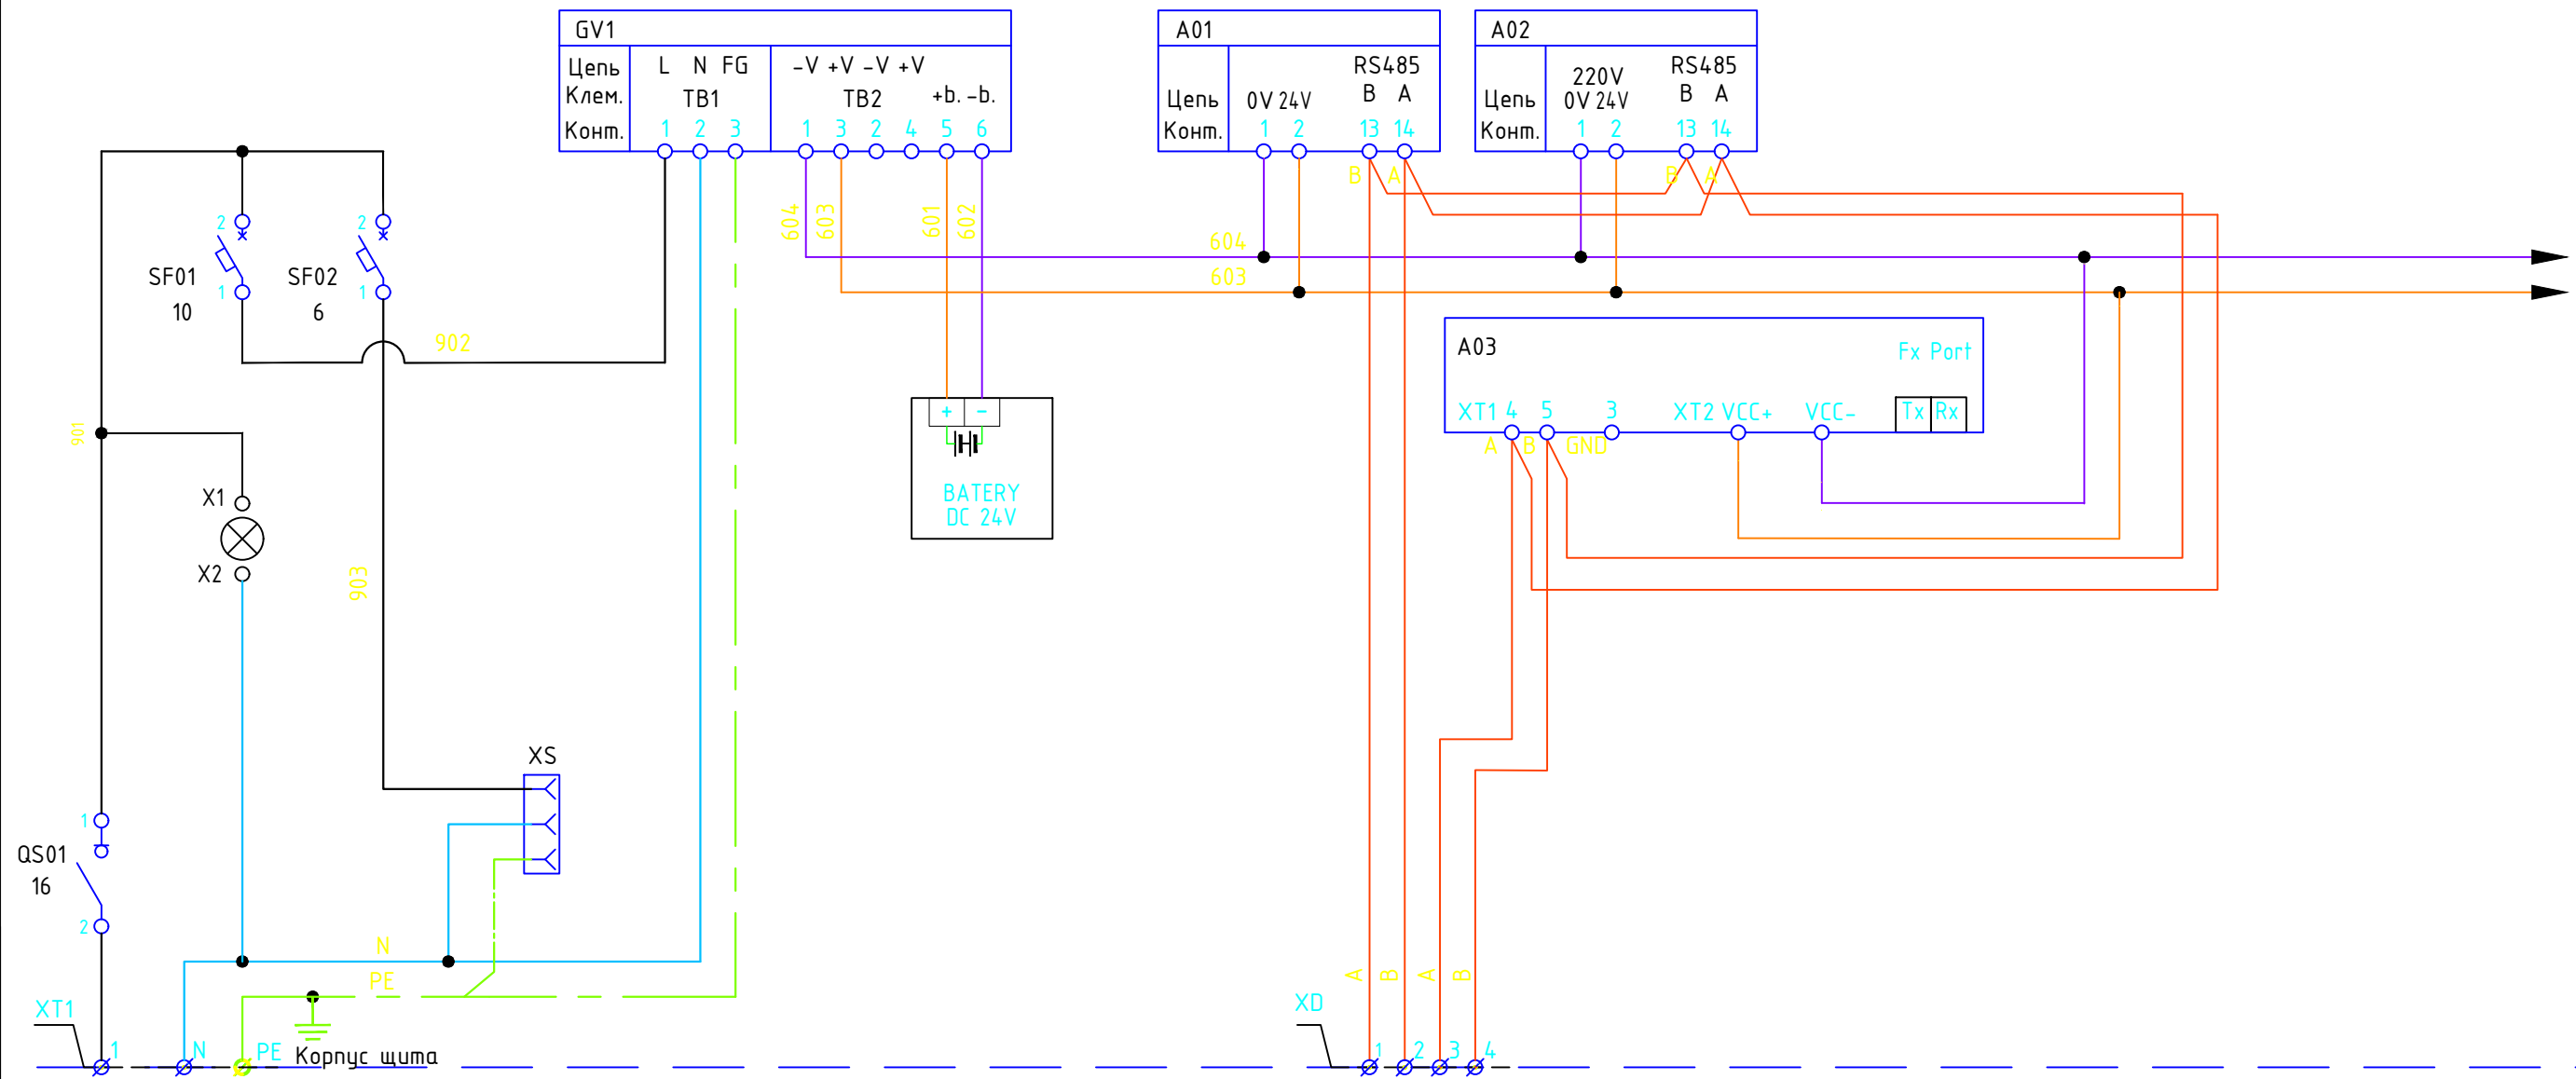 GV1
Цепь L N FG -V +V -V +V
Клем. TB1 TB2 +b. -b.
Конт. 1 2 3 1 3 2 4 5 6
A01
RS485
Цепь 0V 24V B A
Конт. 1 2 13 14
A02
220V RS485
Цепь 0V 24V B A
Конт. 1 2 13 14
B A B A
2 2
SF01 SF02
10 6
1 1
604 603 601 602
604
603
902
A03
Fx Port
XT1 4 5 3 XT2 VCC+ VCC- Tx Rx
A B GND
+ -
BATERY
DC 24V
901
X1
X2
903
XS
1
QS01
16
2
N
PE
XT1
1 N PE Корпус щита
A B A B
XD
1 2 3 4